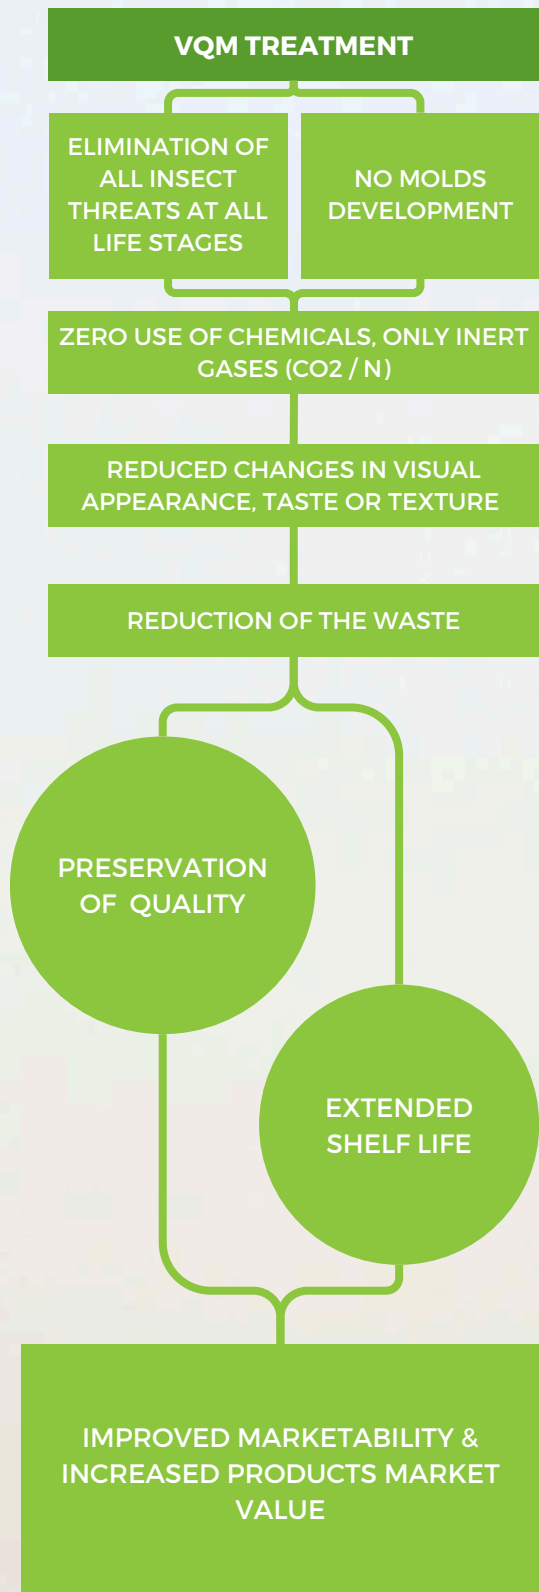 VQM TREATMENT
ELIMINATION OF
ALL INSECT
THREATS AT ALL
LIFE STAGES
NO MOLDS
DEVELOPMENT
ZERO USE OF CHEMICALS, ONLY INERT
GASES (CO2 / N)
REDUCED CHANGES IN VISUAL
APPEARANCE, TASTE OR TEXTURE
REDUCTION OF THE WASTE
PRESERVATION
OF QUALITY
EXTENDED
SHELF LIFE
IMPROVED MARKETABILITY &
INCREASED PRODUCTS MARKET
VALUE